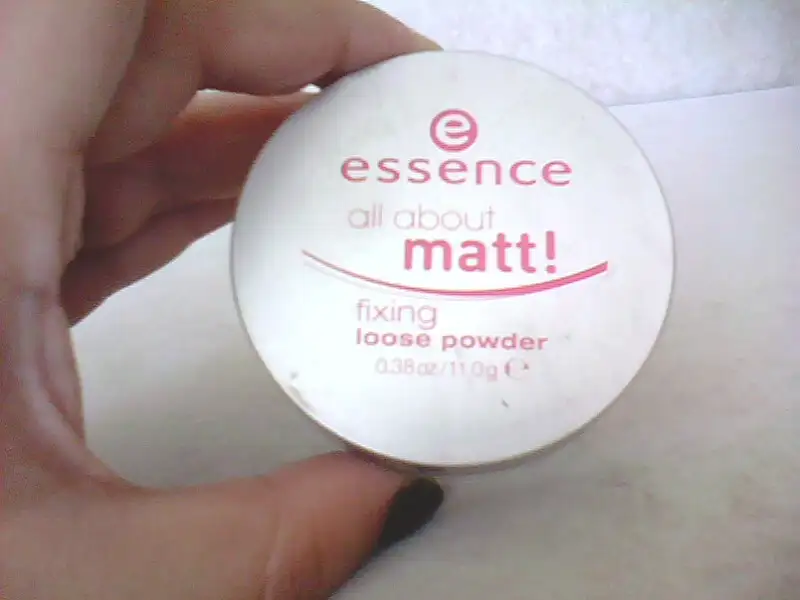 e
essence
all about
matt!
fixing
loose powder
0.38oz/11.0g ℮